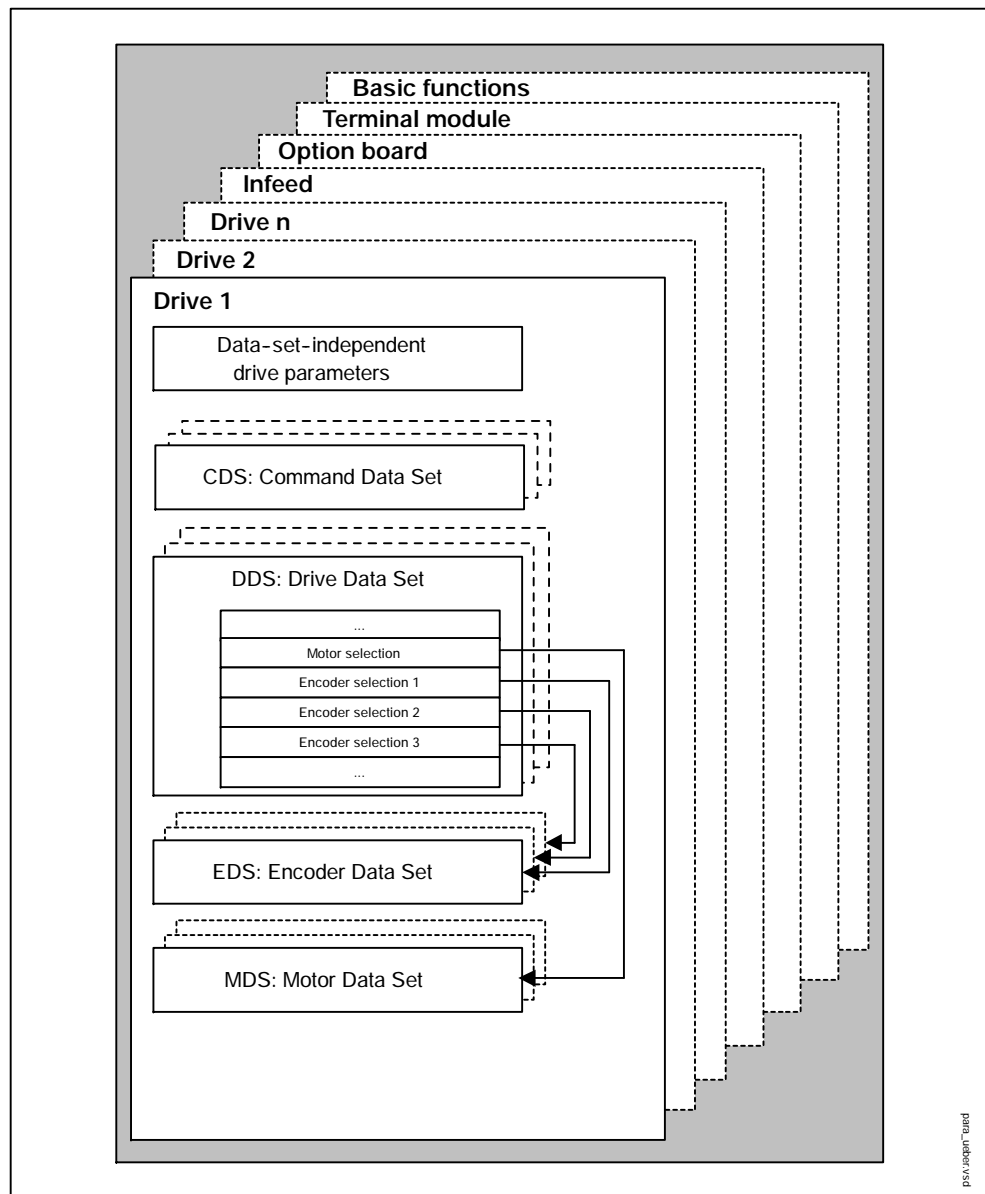 Basic functions
Terminal module
Option board
Infeed
Drive n
Drive 2
Drive 1
Data-set-independent
drive parameters
CDS: Command Data Set
DDS: Drive Data Set
...
Motor selection
Encoder selection 1
Encoder selection 2
Encoder selection 3
...
EDS: Encoder Data Set
MDS: Motor Data Set
para_ueber.vsd